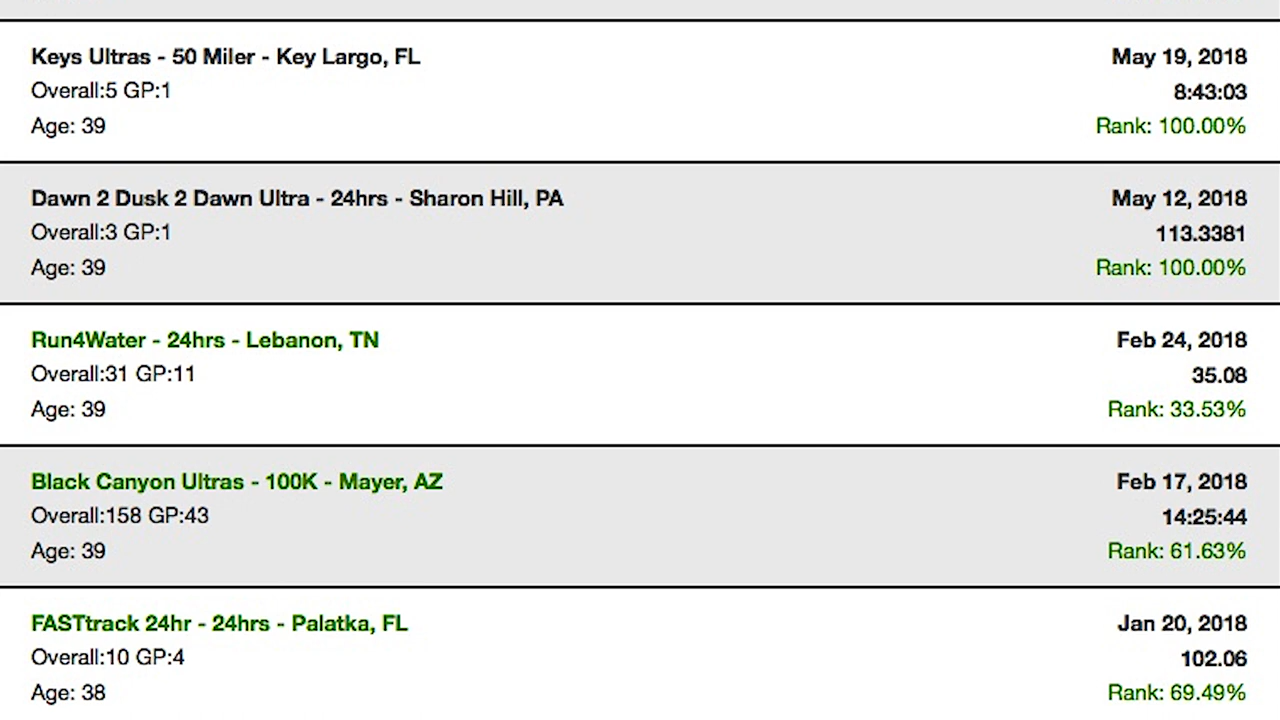 Keys Ultras - 50 Miler - Key Largo, FL May 19, 2018
Overall:5 GP:1 8:43:03
Age: 39 Rank: 100.00%
Dawn 2 Dusk 2 Dawn Ultra - 24hrs - Sharon Hill, PA May 12, 2018
Overall:3 GP:1 113.3381
Age: 39 Rank: 100.00%
Run4Water - 24hrs - Lebanon, TN Feb 24, 2018
Overall:31 GP:11 35.08
Age: 39 Rank: 33.53%
Black Canyon Ultras - 100K - Mayer, AZ Feb 17, 2018
Overall:158 GP:43 14:25:44
Age: 39 Rank: 61.63%
FASTtrack 24hr - 24hrs - Palatka, FL Jan 20, 2018
Overall:10 GP:4 102.06
Age: 38 Rank: 69.49%